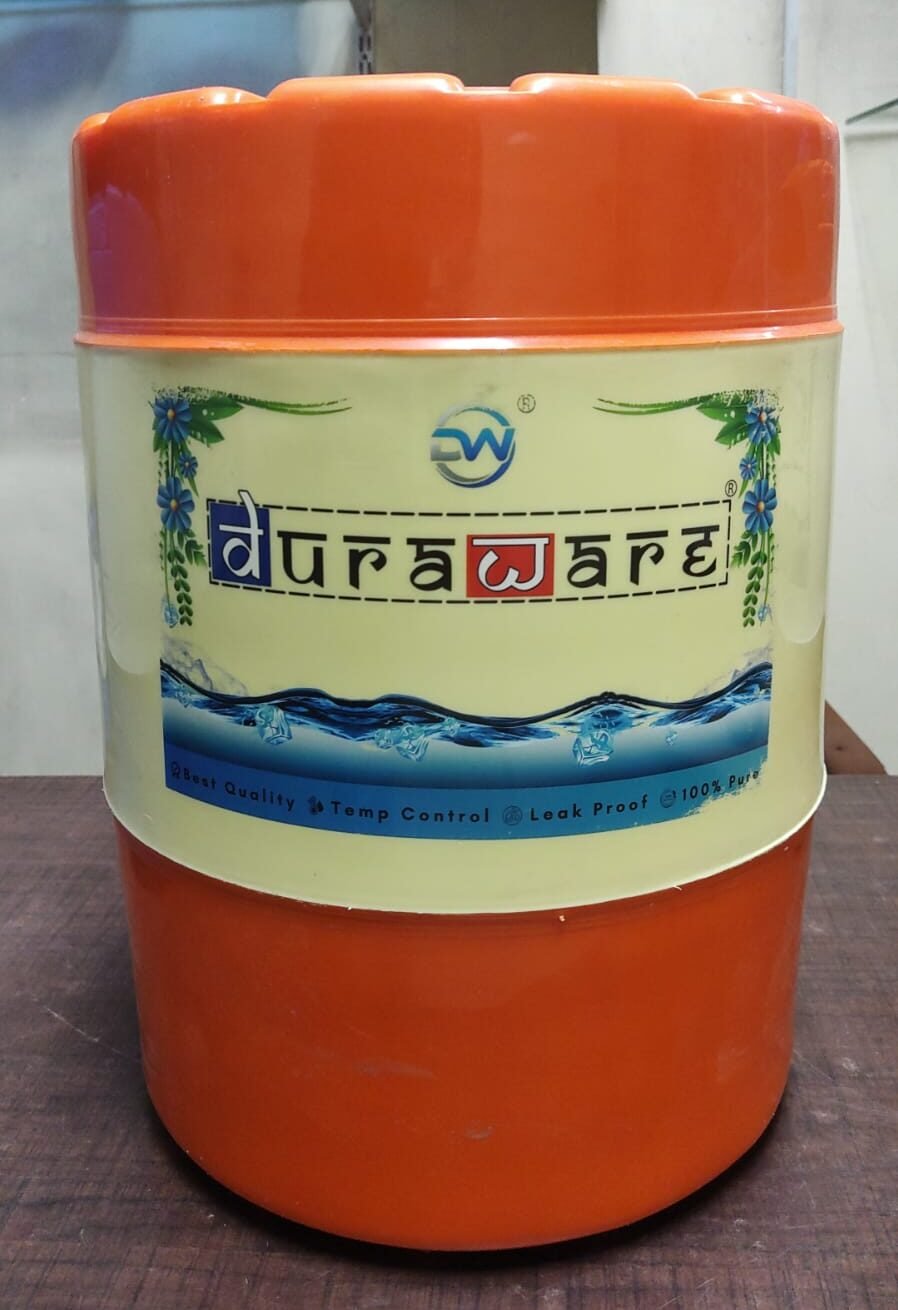 DW ®
duraware ®
Best Quality Temp Control Leak Proof 100% Pure